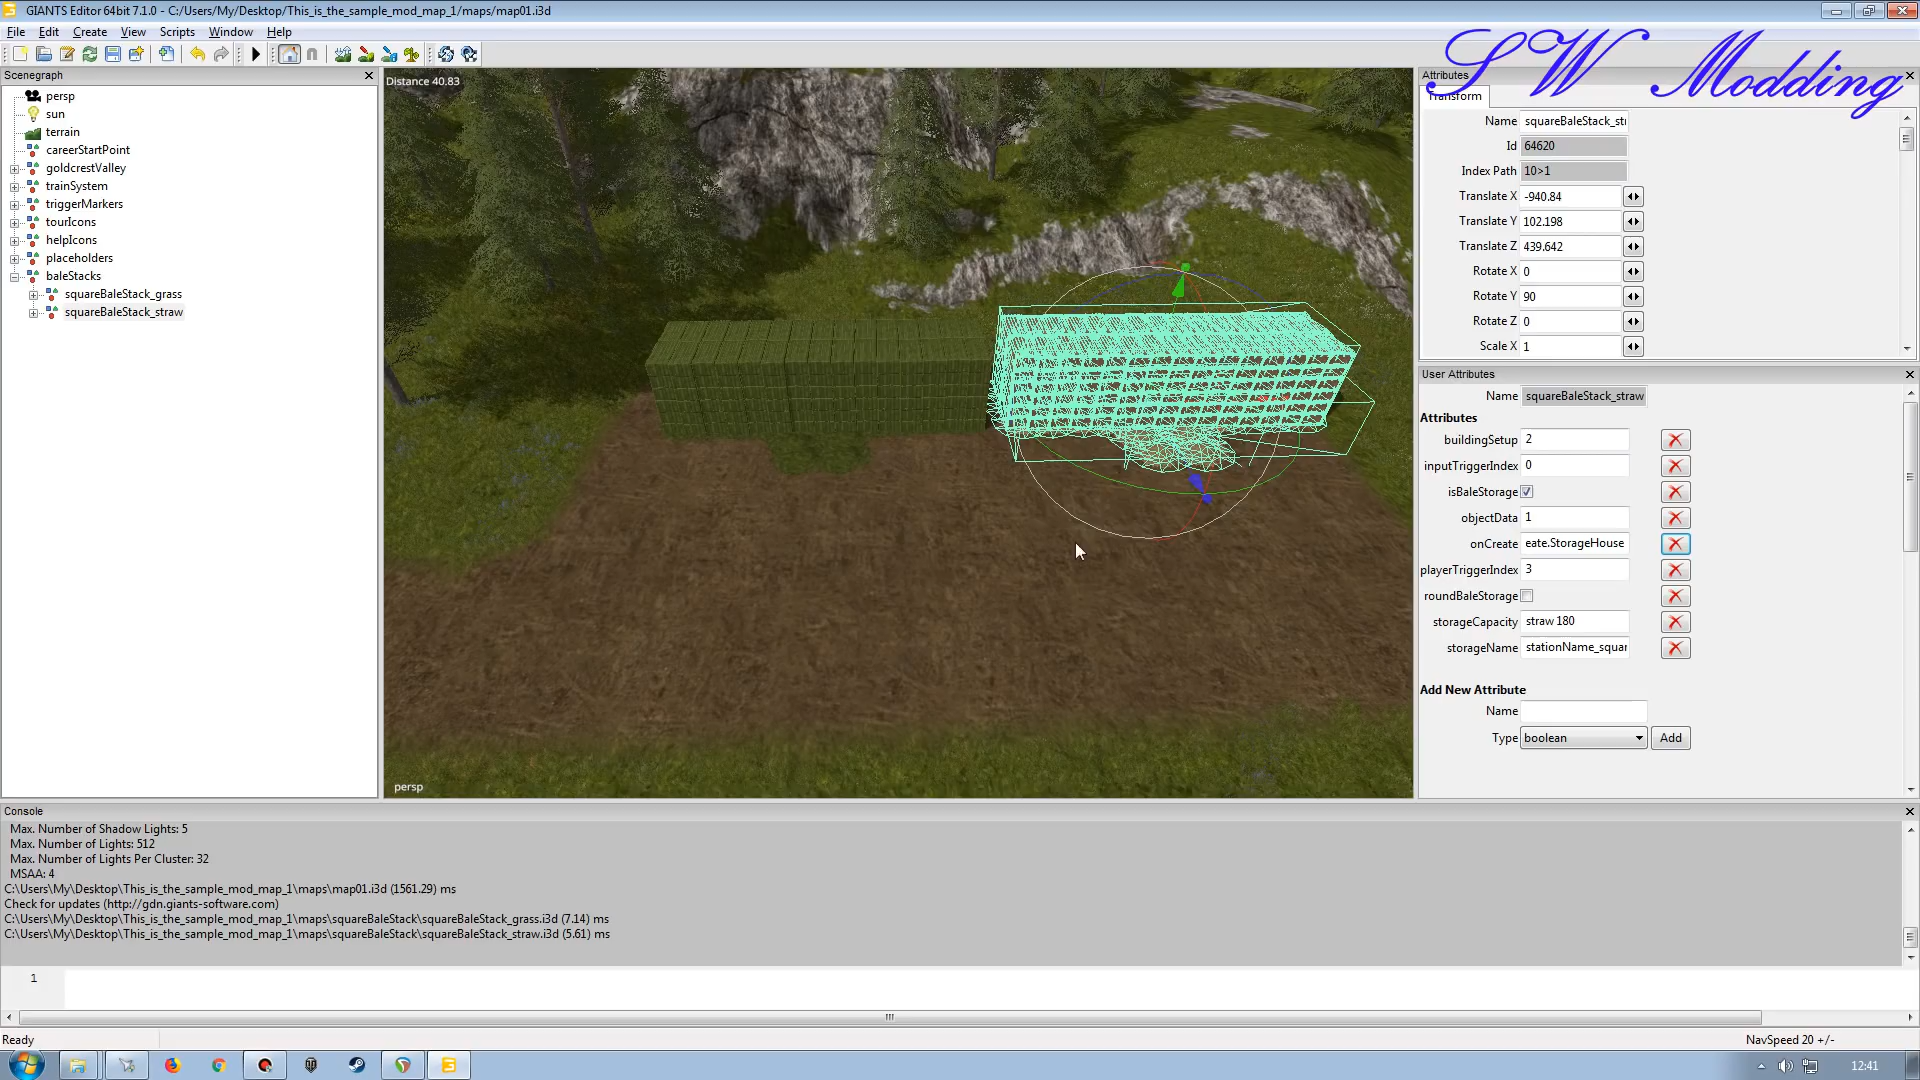 GIANTS Editor 64bit 7.1.0 - C:/Users/My/Desktop/This_is_the_sample_mod_map_1/maps/map01.i3d
File Edit Create View Scripts Window Help
SW Modding
Scenegraph
persp
sun
terrain
careerStartPoint
goldcrestValley
trainSystem
triggerMarkers
tourIcons
helpIcons
placeholders
baleStacks
squareBaleStack_grass
squareBaleStack_straw
Distance 40.83
persp
Attributes
Transform
Name squareBaleStack_str
Id 64620
Index Path 10>1
Translate X -940.84
Translate Y 102.198
Translate Z 439.642
Rotate X 0
Rotate Y 90
Rotate Z 0
Scale X 1
User Attributes
Name squareBaleStack_straw
Attributes
buildingSetup 2
inputTriggerIndex 0
isBaleStorage
objectData 1
onCreate eate.StorageHouse
playerTriggerIndex 3
roundBaleStorage
storageCapacity straw 180
storageName stationName_squar
Add New Attribute
Name
Type boolean Add
Console
Max. Number of Shadow Lights: 5
Max. Number of Lights: 512
Max. Number of Lights Per Cluster: 32
MSAA: 4
C:\Users\My\Desktop\This_is_the_sample_mod_map_1\maps\map01.i3d (1561.29) ms
Check for updates (http://gdn.giants-software.com)
C:\Users\My\Desktop\This_is_the_sample_mod_map_1\maps\squareBaleStack\squareBaleStack_grass.i3d (7.14) ms
C:\Users\My\Desktop\This_is_the_sample_mod_map_1\maps\squareBaleStack\squareBaleStack_straw.i3d (5.61) ms
1
Ready
NavSpeed 20 +/-
12:41